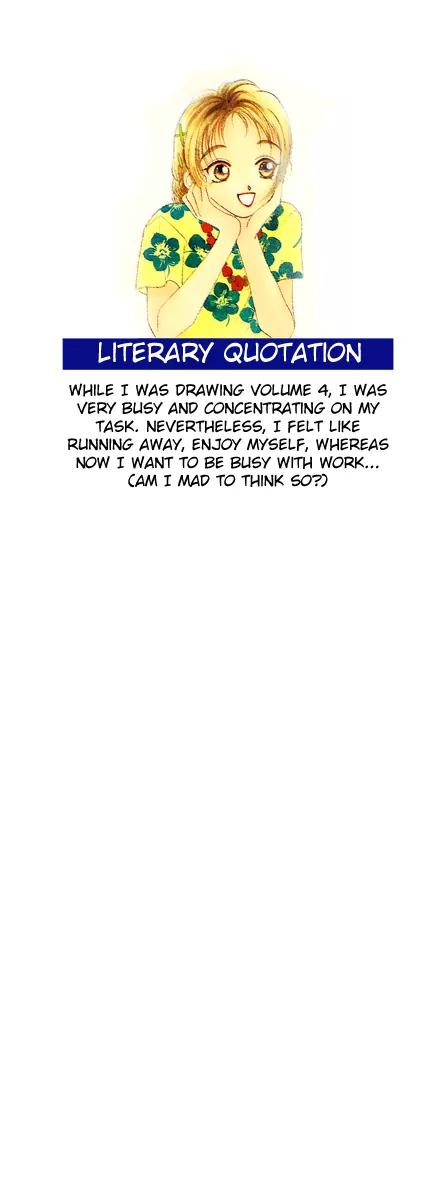 LITERARY QUOTATION
WHILE I WAS DRAWING VOLUME 4, I WAS
VERY BUSY AND CONCENTRATING ON MY
TASK. NEVERTHELESS, I FELT LIKE
RUNNING AWAY, ENJOY MYSELF, WHEREAS
NOW I WANT TO BE BUSY WITH WORK...
(AM I MAD TO THINK SO?)